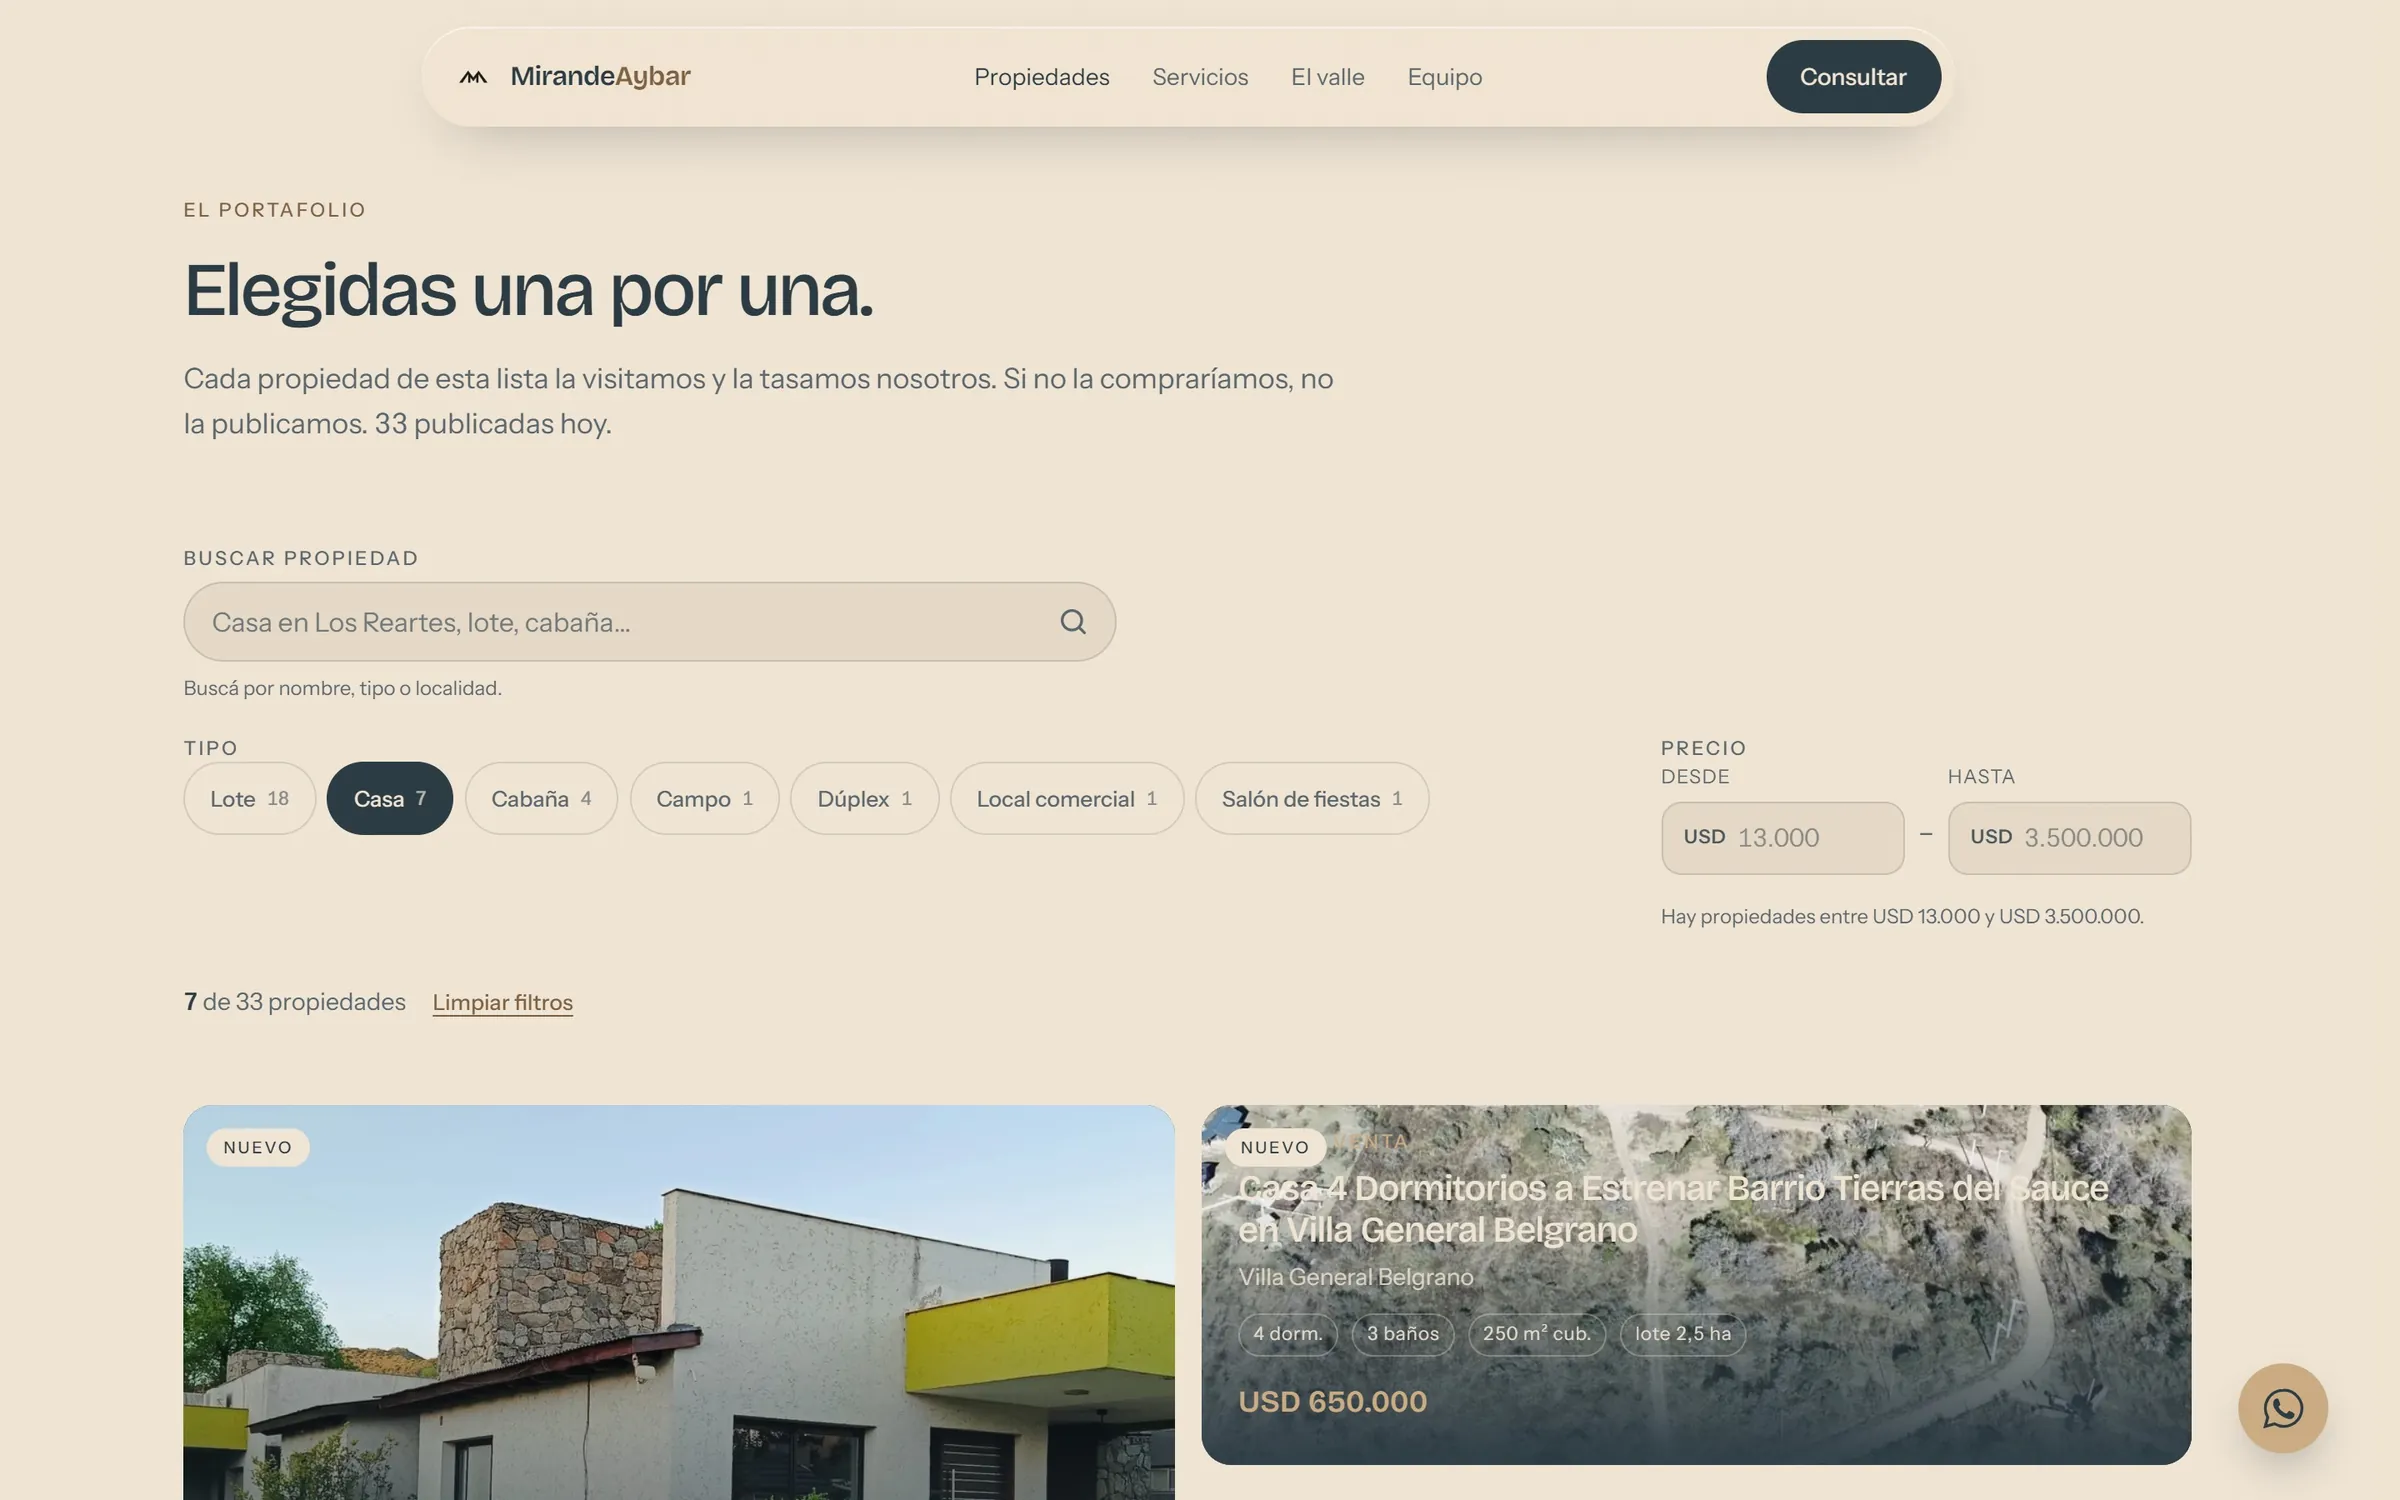 MirandeAybar
Propiedades
Servicios
El valle
Equipo
Consultar
EL PORTAFOLIO
Elegidas una por una.
Cada propiedad de esta lista la visitamos y la tasamos nosotros. Si no la compraríamos, no
la publicamos. 33 publicadas hoy.
BUSCAR PROPIEDAD
Casa en Los Reartes, lote, cabaña...
Buscá por nombre, tipo o localidad.
TIPO
Lote 18
Casa 7
Cabaña 4
Campo 1
Dúplex 1
Local comercial 1
Salón de fiestas 1
PRECIO
DESDE
HASTA
USD 13.000
–
USD 3.500.000
Hay propiedades entre USD 13.000 y USD 3.500.000.
7 de 33 propiedades
Limpiar filtros
NUEVO
NUEVO
VENTA
Casa 4 Dormitorios a Estrenar Barrio Tierras del Sauce
en Villa General Belgrano
Villa General Belgrano
4 dorm.
3 baños
250 m² cub.
lote 2,5 ha
USD 650.000